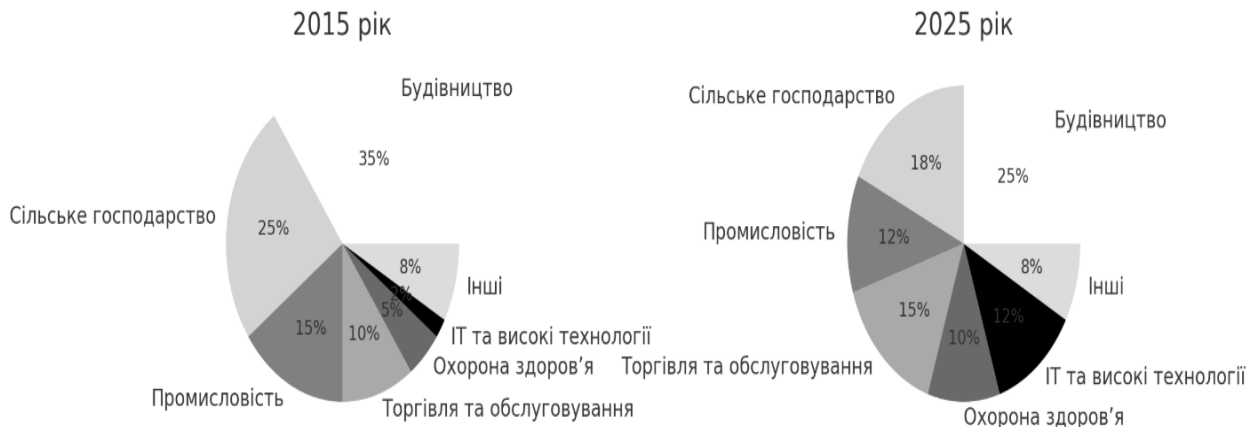 2015 рік
Будівництво
35%
Сільське господарство
25%
8%
2%
5%
Інші
15%
10%
ІТ та високі технології
Охорона здоров’я
Промисловість
Торгівля та обслуговування
2025 рік
Сільське господарство
Будівництво
18%
25%
Промисловість
12%
8%
Інші
15%
12%
10%
Торгівля та обслуговування
ІТ та високі технології
Охорона здоров’я